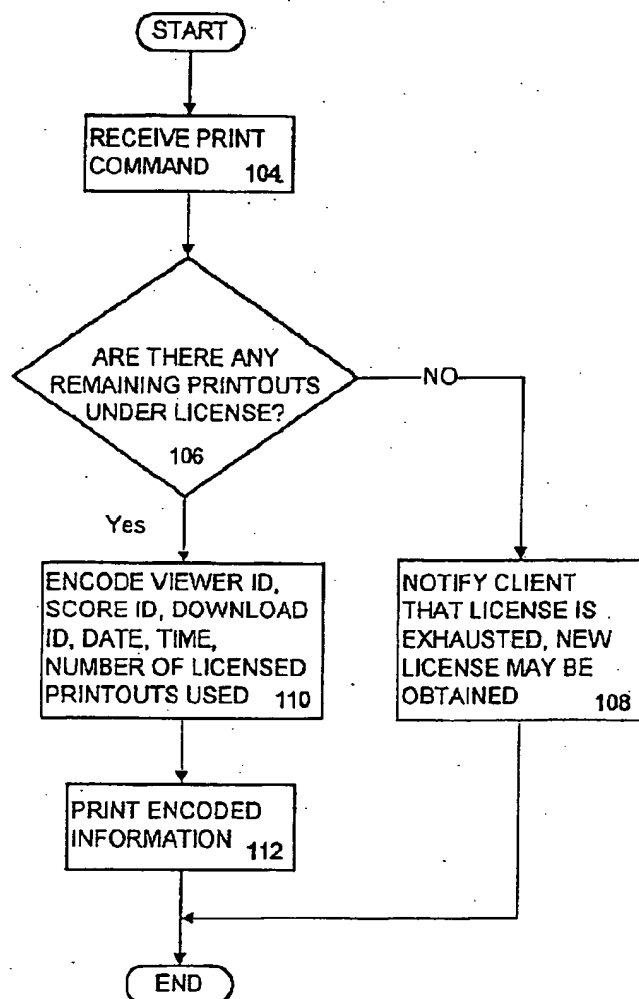 START
RECEIVE PRINT
COMMAND 104
ARE THERE ANY
REMAINING PRINTOUTS
UNDER LICENSE?
106
NO
Yes
ENCODE VIEWER ID,
SCORE ID, DOWNLOAD
ID, DATE, TIME,
NUMBER OF LICENSED
PRINTOUTS USED 110
NOTIFY CLIENT
THAT LICENSE IS
EXHAUSTED, NEW
LICENSE MAY BE
OBTAINED 108
PRINT ENCODED
INFORMATION 112
END